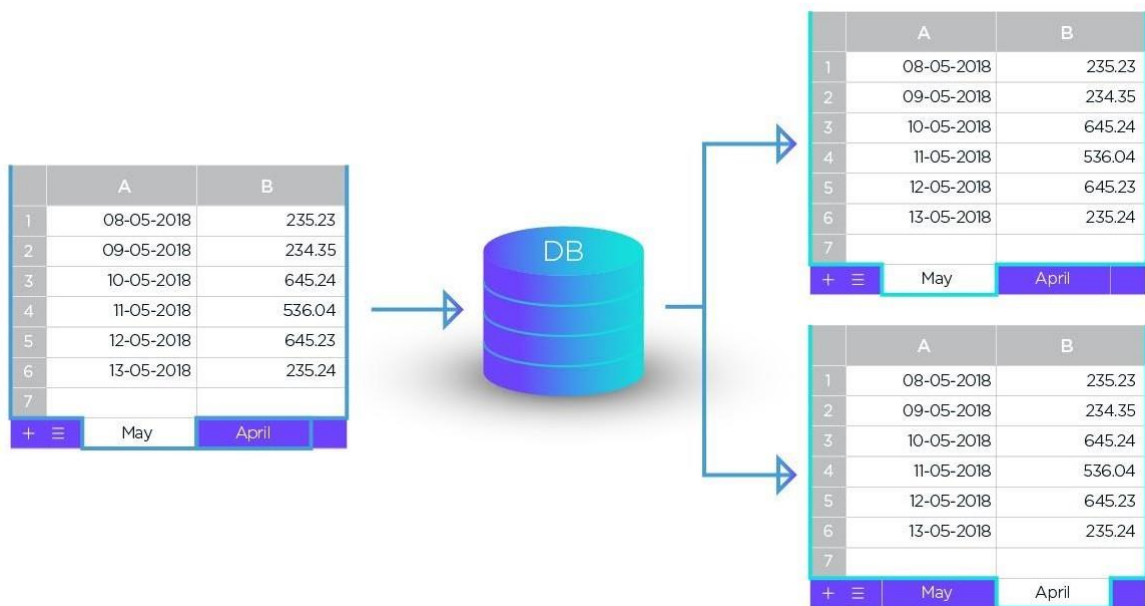 A B
1 08-05-2018 235.23
2 09-05-2018 234.35
3 10-05-2018 645.24
4 11-05-2018 536.04
5 12-05-2018 645.23
6 13-05-2018 235.24
7
+ ☰ May April
DB
A B
1 08-05-2018 235.23
2 09-05-2018 234.35
3 10-05-2018 645.24
4 11-05-2018 536.04
5 12-05-2018 645.23
6 13-05-2018 235.24
7
+ ☰ May April
A B
1 08-05-2018 235.23
2 09-05-2018 234.35
3 10-05-2018 645.24
4 11-05-2018 536.04
5 12-05-2018 645.23
6 13-05-2018 235.24
7
+ ☰ May April